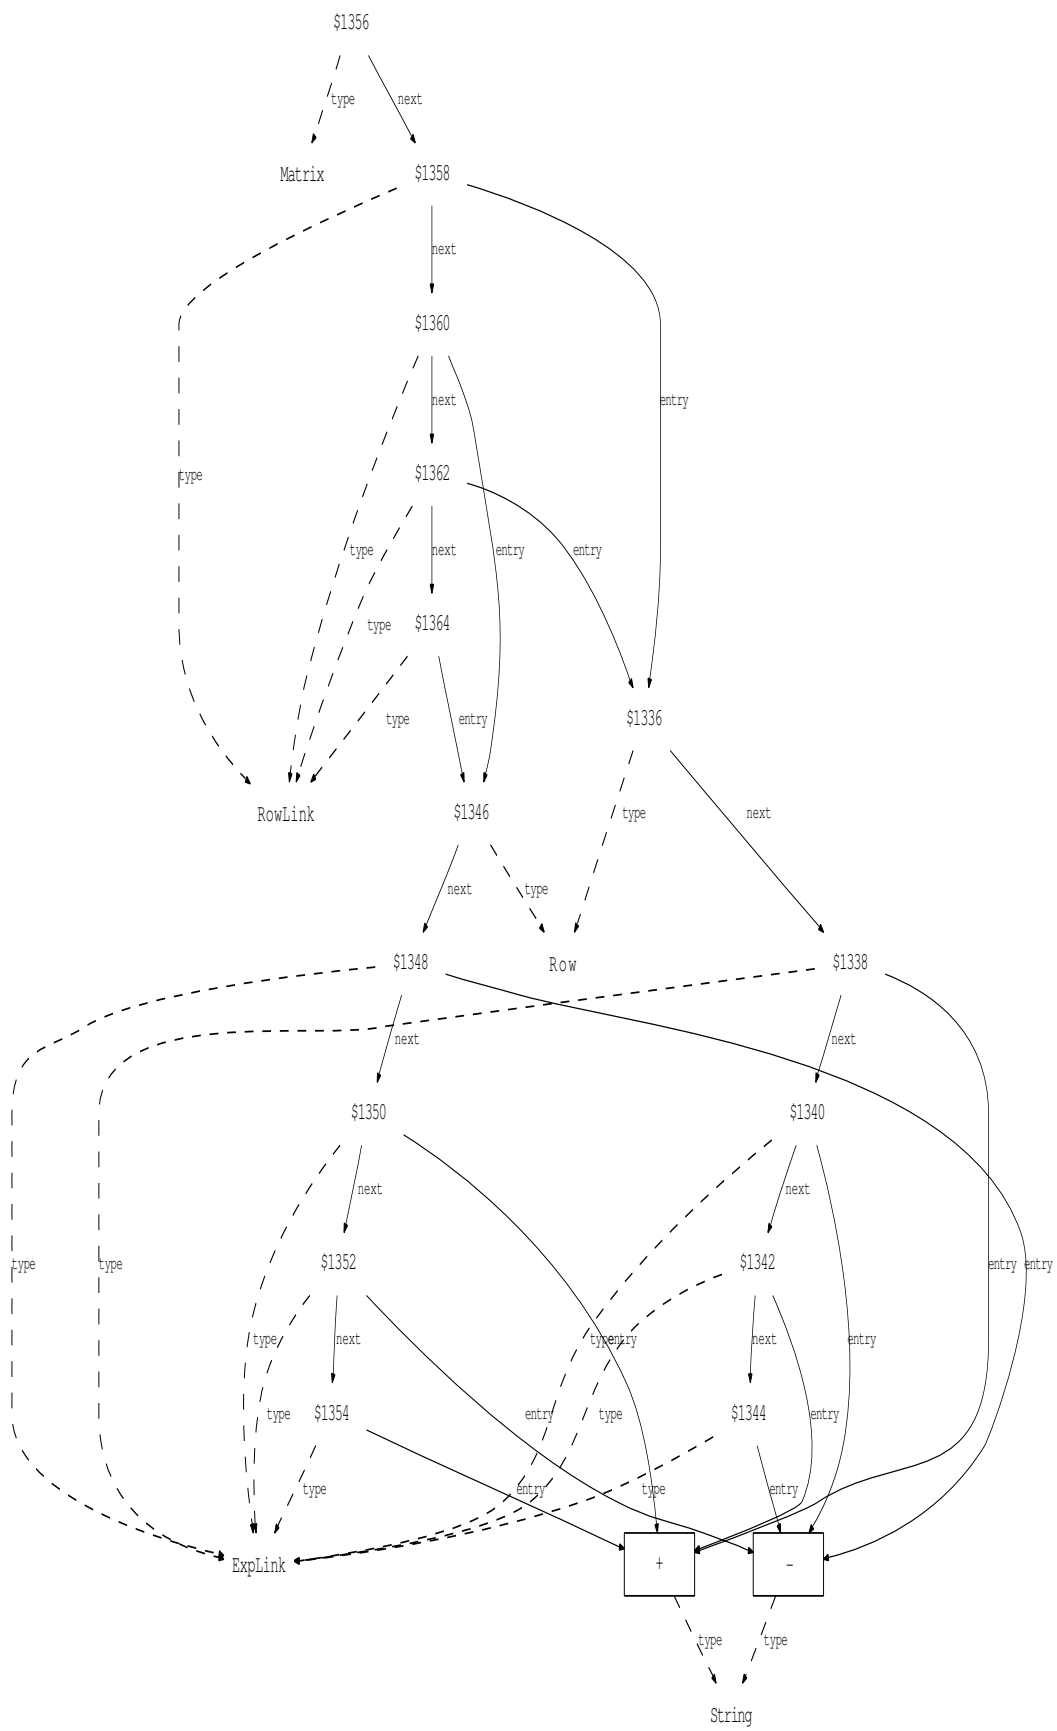 $1356
type
next
Matrix
$1358
next
$1360
next
entry
$1362
type
type
next
entry
entry
$1364
type
type
entry
$1336
RowLink
$1346
type
next
next
type
$1348
Row
$1338
next
next
$1350
$1340
next
next
$1352
$1342
type
type
entry
entry
type
next
type
entry
next
entry
type
$1354
entry
type
$1344
entry
type
entry
type
entry
ExpLink
+
−
type
type
String